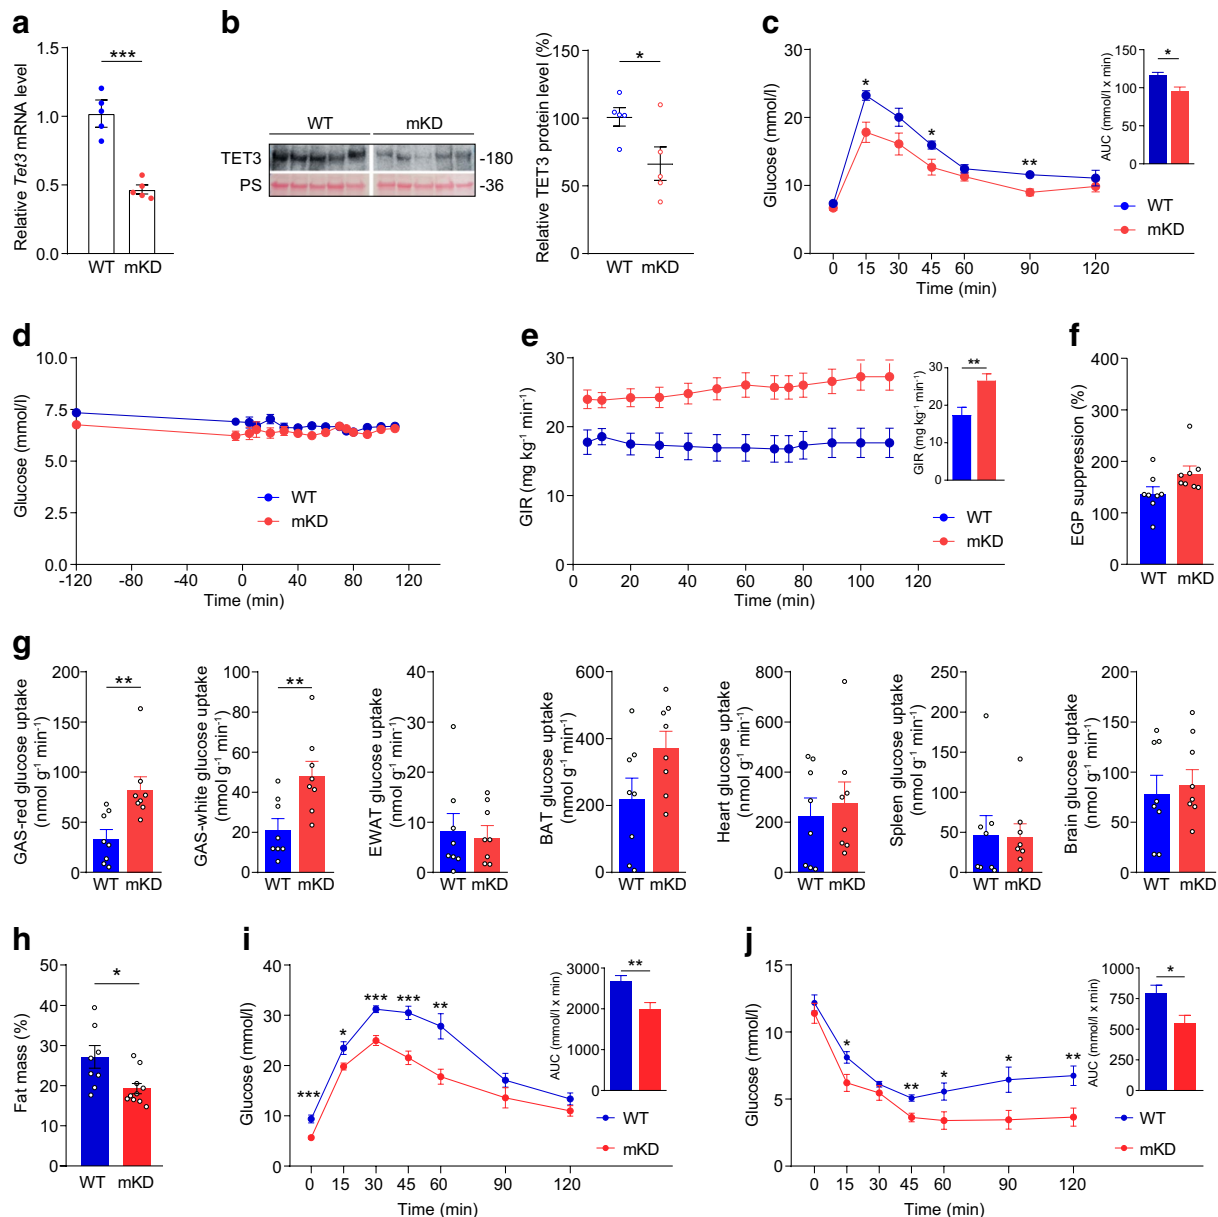 a
Relative Tet3 mRNA level
1.5
1.0
0.5
0.0
***
WT mKD
b
WT mKD
TET3 -180
PS -36
Relative TET3 protein level (%)
150
100
50
0
*
WT mKD
c
Glucose (mmol/l)
30
20
10
0
* * **
0 15 30 45 60 90 120
Time (min)
AUC (mmol/l x min)
150
100
50
0
*
WT
mKD
d
Glucose (mmol/l)
10.0
7.5
5.0
2.5
0.0
-120 -80 -40 0 40 80 120
Time (min)
WT
mKD
e
GIR (mg kg-1 min-1)
30
20
10
0
0 20 40 60 80 100 120
Time (min)
GIR (mg kg-1 min-1)
30
20
10
0
**
WT
mKD
f
EGP suppression (%)
400
300
200
100
0
WT mKD
g
GAS-red glucose uptake
(nmol g-1 min-1)
200
150
100
50
0
**
WT mKD
GAS-white glucose uptake
(nmol g-1 min-1)
100
80
60
40
20
0
**
WT mKD
EWAT glucose uptake
(nmol g-1 min-1)
40
30
20
10
0
WT mKD
BAT glucose uptake
(nmol g-1 min-1)
600
400
200
0
WT mKD
Heart glucose uptake
(nmol g-1 min-1)
800
600
400
200
0
WT mKD
Spleen glucose uptake
(nmol g-1 min-1)
250
200
150
100
50
0
WT mKD
Brain glucose uptake
(nmol g-1 min-1)
200
150
100
50
0
WT mKD
h
Fat mass (%)
50
40
30
20
10
0
*
WT mKD
i
Glucose (mmol/l)
40
30
20
10
0
*** * *** *** **
0 15 30 45 60 90 120
Time (min)
AUC (mmol/l x min)
3000
2000
1000
0
**
WT
mKD
j
Glucose (mmol/l)
15
10
5
0
* ** * * **
0 15 30 45 60 90 120
Time (min)
AUC (mmol/l x min)
1000
750
500
250
0
*
WT
mKD